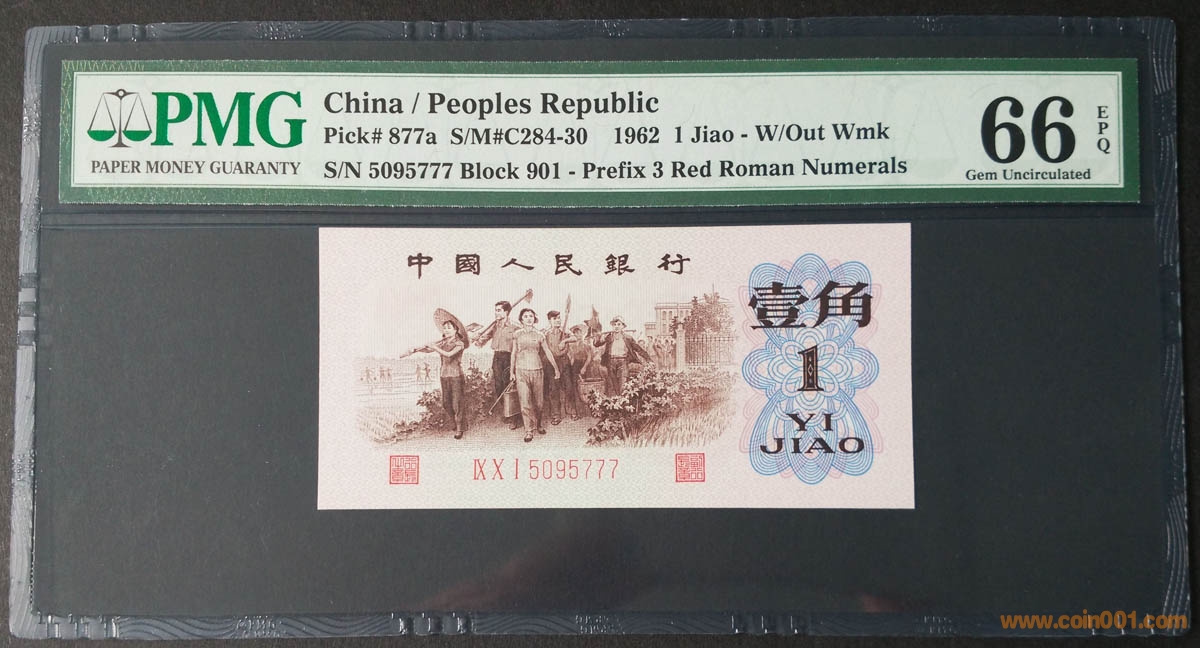 PMG
PAPER MONEY GUARANTY
China / Peoples Republic
Pick# 877a S/M#C284-30 1962 1 Jiao - W/Out Wmk
S/N 5095777 Block 901 - Prefix 3 Red Roman Numerals
66
EPQ
Gem Uncirculated
中國人民銀行
壹角
1
YI
JIAO
IX X I 5095777
www.coin001.com